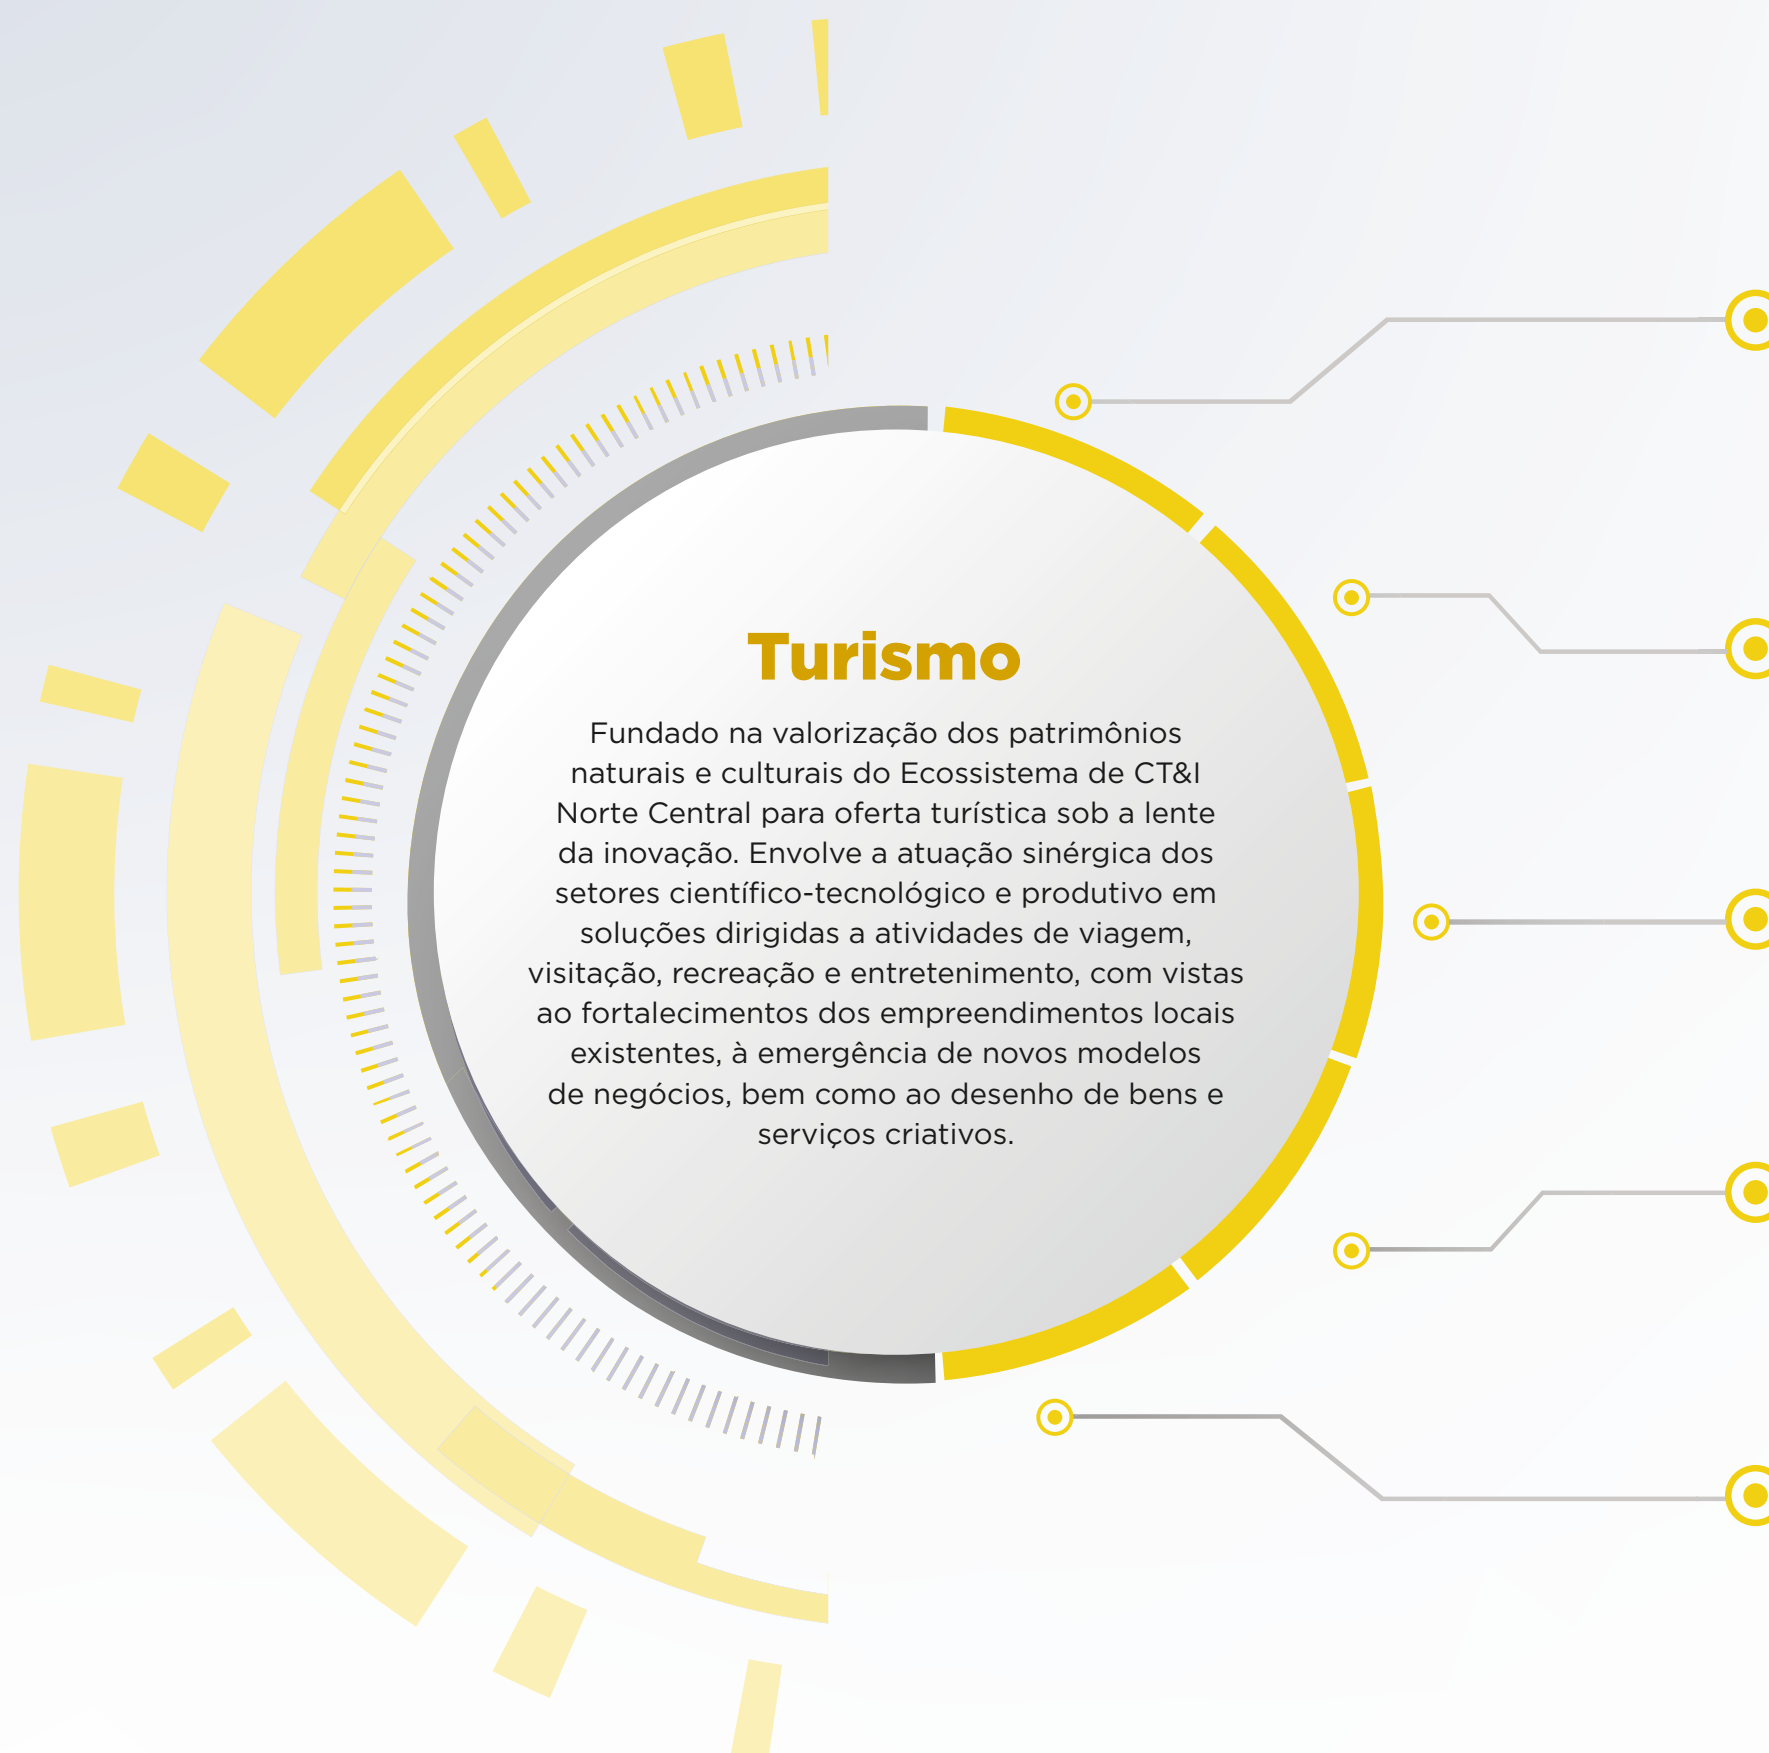 Turismo
Fundado na valorização dos patrimônios
naturais e culturais do Ecossistema de CT&I
Norte Central para oferta turística sob a lente
da inovação. Envolve a atuação sinérgica dos
setores científico-tecnológico e produtivo em
soluções dirigidas a atividades de viagem,
visitação, recreação e entretenimento, com vistas
ao fortalecimentos dos empreendimentos locais
existentes, à emergência de novos modelos
de negócios, bem como ao desenho de bens e
serviços criativos.